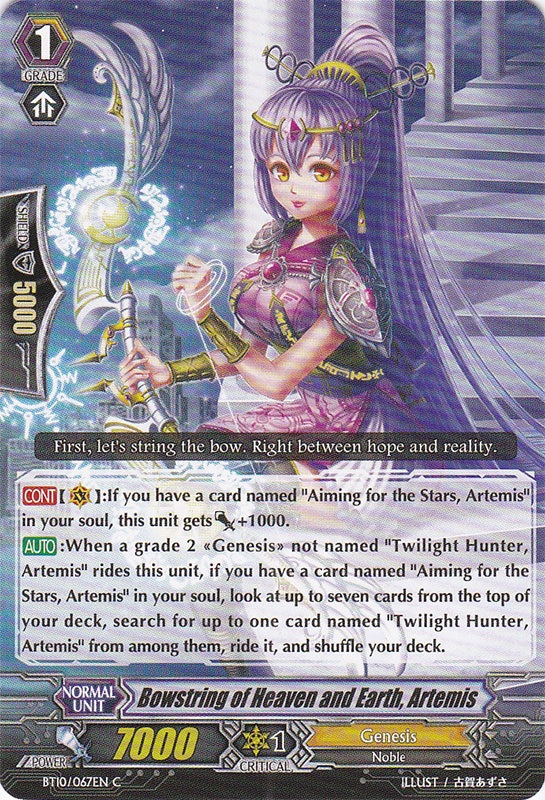 1
GRADE
SHIELD
5000
First, let's string the bow. Right between hope and reality.
CONT【 】:If you have a card named "Aiming for the Stars, Artemis"
in your soul, this unit gets +1000.
AUTO:When a grade 2 «Genesis» not named "Twilight Hunter,
Artemis" rides this unit, if you have a card named "Aiming for the
Stars, Artemis" in your soul, look at up to seven cards from the top of
your deck, search for up to one card named "Twilight Hunter,
Artemis" from among them, ride it, and shuffle your deck.
NORMAL
UNIT
Bowstring of Heaven and Earth, Artemis
POWER
7000
1
CRITICAL
Genesis
Noble
BT10/067EN C
ILLUST / 古賀あずさ